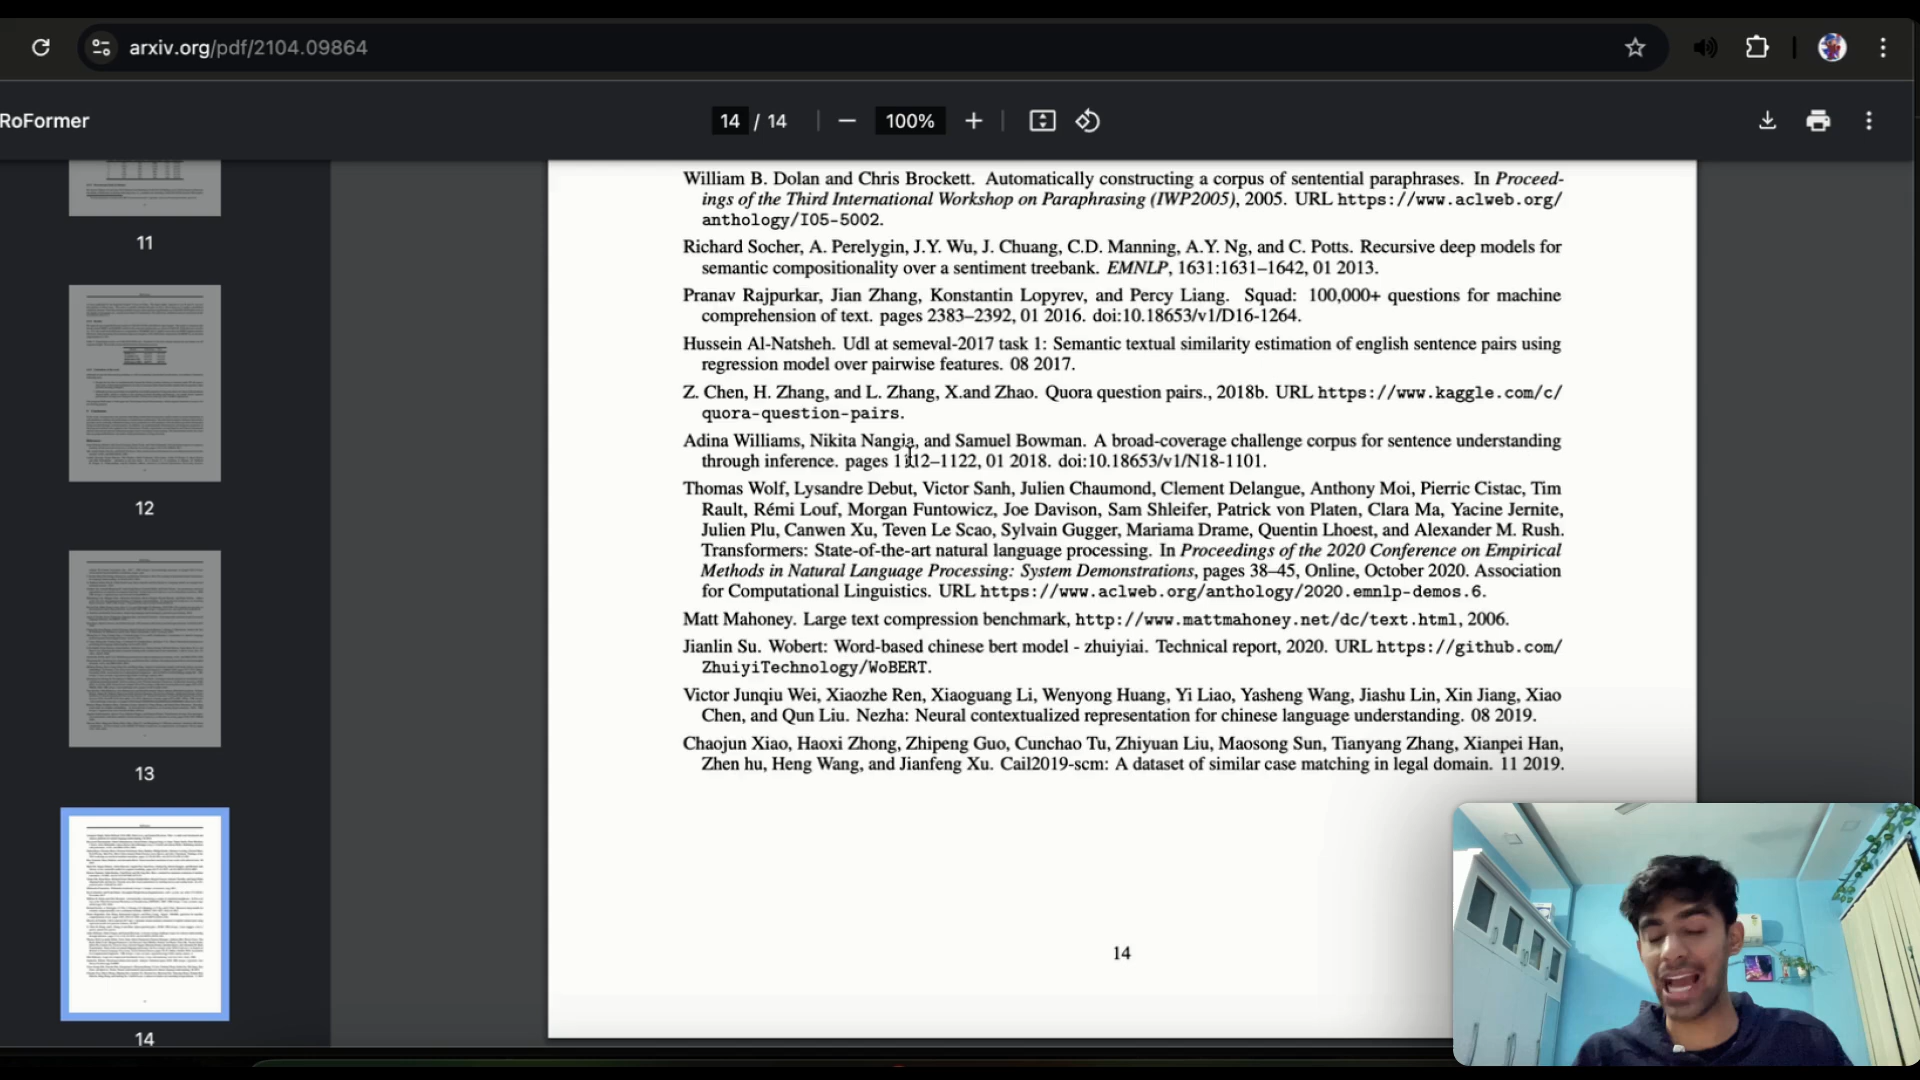 arxiv.org/pdf/2104.09864
RoFormer
14 / 14
100%
11
12
13
14
William B. Dolan and Chris Brockett. Automatically constructing a corpus of sentential paraphrases. In Proceed-
ings of the Third International Workshop on Paraphrasing (IWP2005), 2005. URL https://www.aclweb.org/
anthology/I05-5002.
Richard Socher, A. Perelygin, J.Y. Wu, J. Chuang, C.D. Manning, A.Y. Ng, and C. Potts. Recursive deep models for
semantic compositionality over a sentiment treebank. EMNLP, 1631:1631–1642, 01 2013.
Pranav Rajpurkar, Jian Zhang, Konstantin Lopyrev, and Percy Liang. Squad: 100,000+ questions for machine
comprehension of text. pages 2383–2392, 01 2016. doi:10.18653/v1/D16-1264.
Hussein Al-Natsheh. Udl at semeval-2017 task 1: Semantic textual similarity estimation of english sentence pairs using
regression model over pairwise features. 08 2017.
Z. Chen, H. Zhang, and L. Zhang, X.and Zhao. Quora question pairs., 2018b. URL https://www.kaggle.com/c/
quora-question-pairs.
Adina Williams, Nikita Nangia, and Samuel Bowman. A broad-coverage challenge corpus for sentence understanding
through inference. pages 1112–1122, 01 2018. doi:10.18653/v1/N18-1101.
Thomas Wolf, Lysandre Debut, Victor Sanh, Julien Chaumond, Clement Delangue, Anthony Moi, Pierric Cistac, Tim
Rault, Rémi Louf, Morgan Funtowicz, Joe Davison, Sam Shleifer, Patrick von Platen, Clara Ma, Yacine Jernite,
Julien Plu, Canwen Xu, Teven Le Scao, Sylvain Gugger, Mariama Drame, Quentin Lhoest, and Alexander M. Rush.
Transformers: State-of-the-art natural language processing. In Proceedings of the 2020 Conference on Empirical
Methods in Natural Language Processing: System Demonstrations, pages 38–45, Online, October 2020. Association
for Computational Linguistics. URL https://www.aclweb.org/anthology/2020.emnlp-demos.6.
Matt Mahoney. Large text compression benchmark, http://www.mattmahoney.net/dc/text.html, 2006.
Jianlin Su. Wobert: Word-based chinese bert model - zhuiyiai. Technical report, 2020. URL https://github.com/
ZhuiyiTechnology/WoBERT.
Victor Junqiu Wei, Xiaozhe Ren, Xiaoguang Li, Wenyong Huang, Yi Liao, Yasheng Wang, Jiashu Lin, Xin Jiang, Xiao
Chen, and Qun Liu. Nezha: Neural contextualized representation for chinese language understanding. 08 2019.
Chaojun Xiao, Haoxi Zhong, Zhipeng Guo, Cunchao Tu, Zhiyuan Liu, Maosong Sun, Tianyang Zhang, Xianpei Han,
Zhen hu, Heng Wang, and Jianfeng Xu. Cail2019-scm: A dataset of similar case matching in legal domain. 11 2019.
14